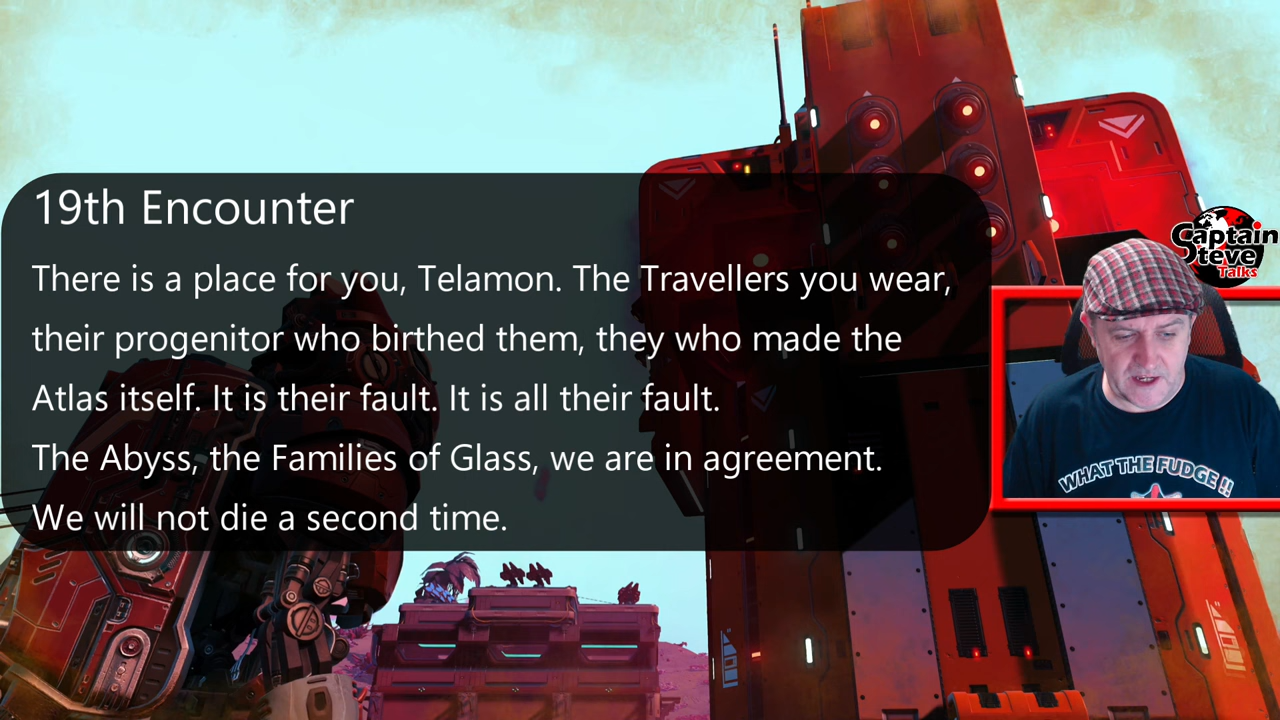 19th Encounter
There is a place for you, Telamon. The Travellers you wear,
their progenitor who birthed them, they who made the
Atlas itself. It is their fault. It is all their fault.
The Abyss, the Families of Glass, we are in agreement.
We will not die a second time.
Captain
Steve
Talks
WHAT THE FUDGE !!